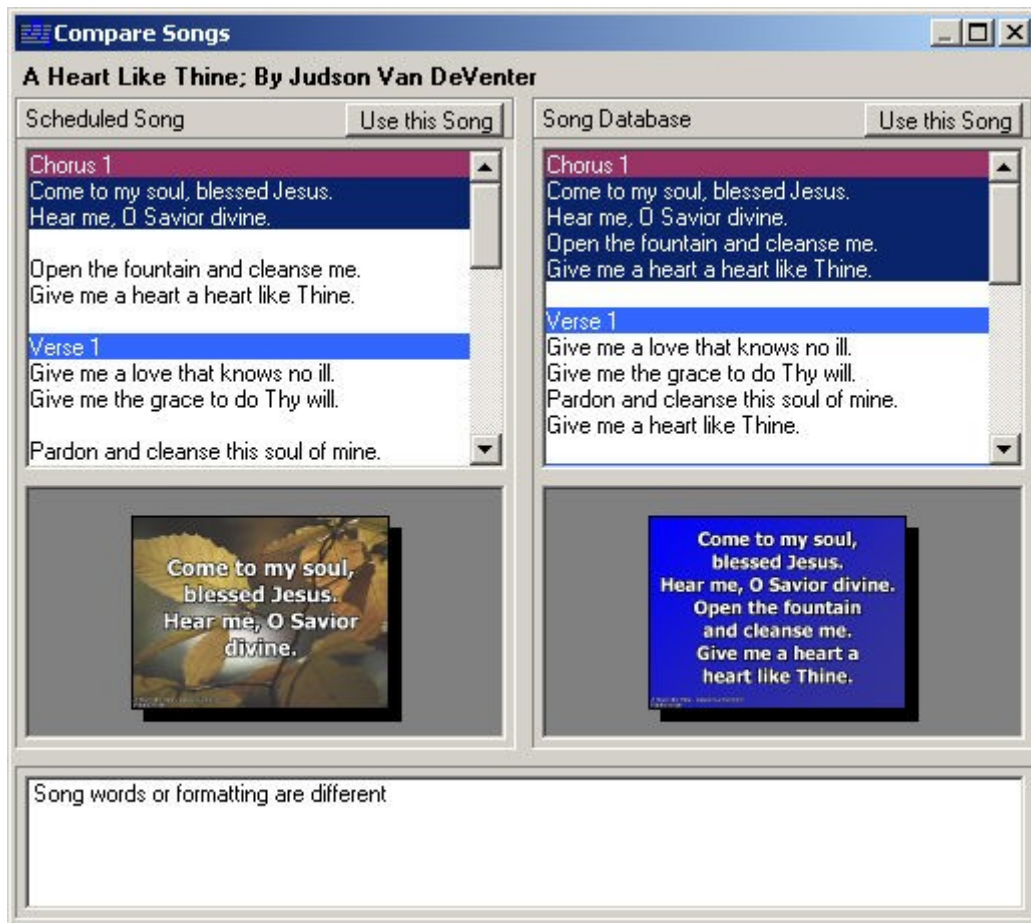 Compare Songs
A Heart Like Thine; By Judson Van DeVenter
Scheduled Song
Use this Song
Chorus 1
Come to my soul, blessed Jesus.
Hear me, O Savior divine.
Open the fountain and cleanse me.
Give me a heart a heart like Thine.
Verse 1
Give me a love that knows no ill.
Give me the grace to do Thy will.
Pardon and cleanse this soul of mine.
Come to my soul,
blessed Jesus.
Hear me, O Savior
divine.
Song Database
Use this Song
Chorus 1
Come to my soul, blessed Jesus.
Hear me, O Savior divine.
Open the fountain and cleanse me.
Give me a heart a heart like Thine.
Verse 1
Give me a love that knows no ill.
Give me the grace to do Thy will.
Pardon and cleanse this soul of mine.
Give me a heart like Thine.
Come to my soul,
blessed Jesus.
Hear me, O Savior divine.
Open the fountain
and cleanse me.
Give me a heart a
heart like Thine.
Song words or formatting are different